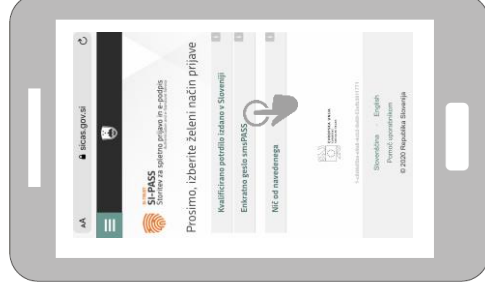 AA sicas.gov.si
SI-PASS
Storitev za spletno prijavo in e-podpis
Prosimo, izberite želeni način prijave
Kvalificirano potrdilo izdano v Sloveniji
Enkratno geslo smsPASS
Nič od navedenega
Slovenščina · English
Pomoč uporabnikom
© 2020 Republika Slovenija